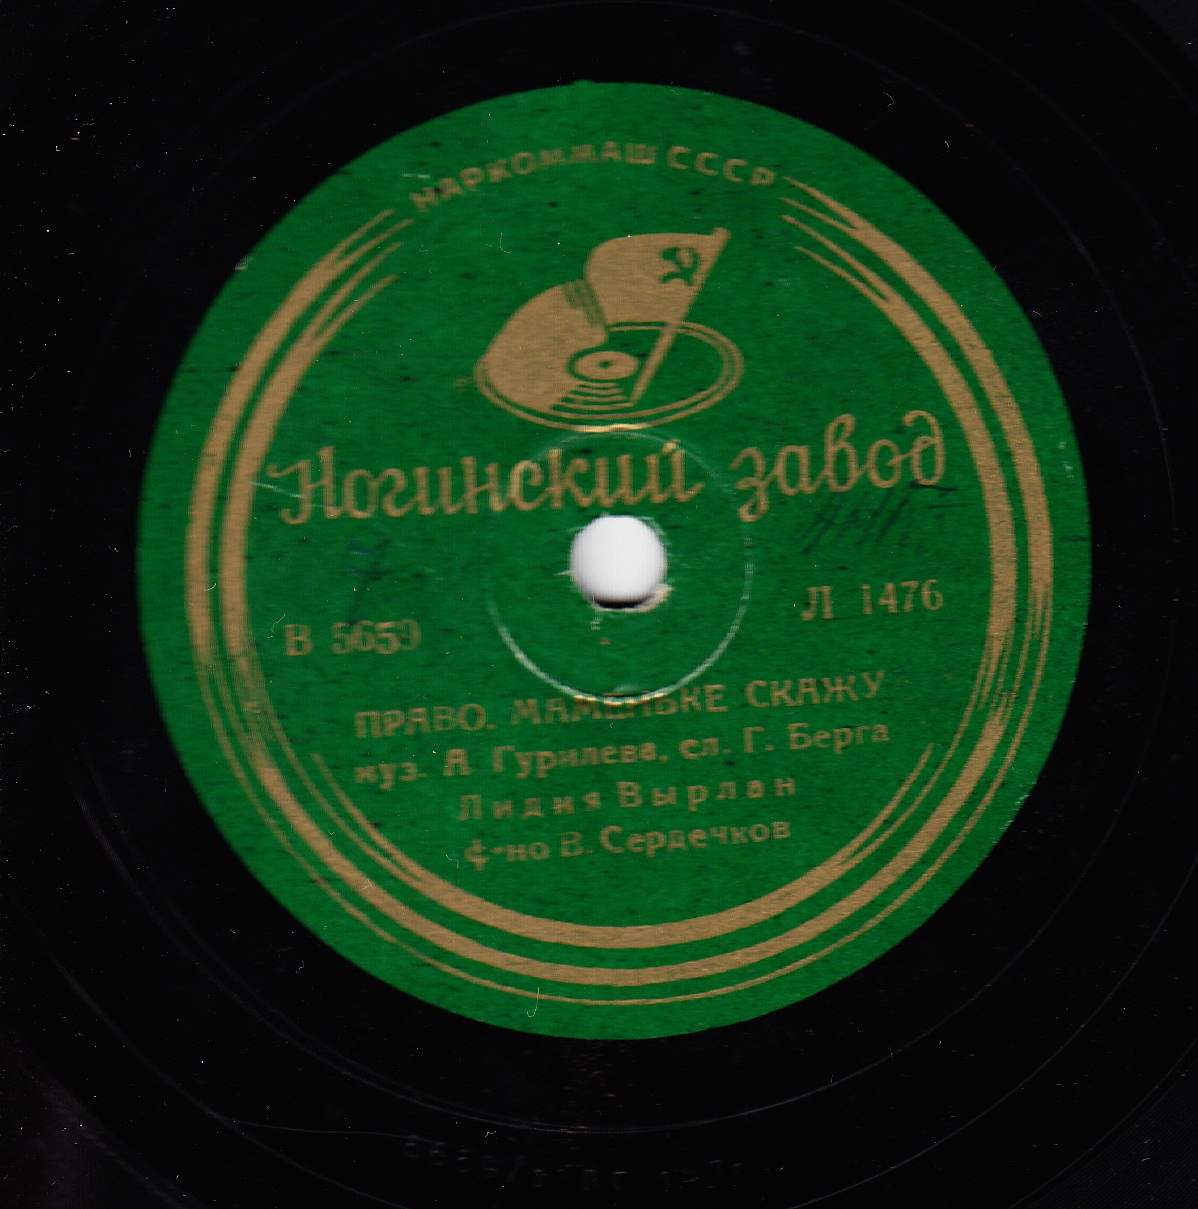 НАРКОММАШ СССР
Ногинский завод
В 5659
Л 1476
ПРАВО, МАМЕНЬКЕ СКАЖУ
муз. А. Гурилева, сл. Г. Берга
Лидия Вырлан
ф-но В. Сердечков